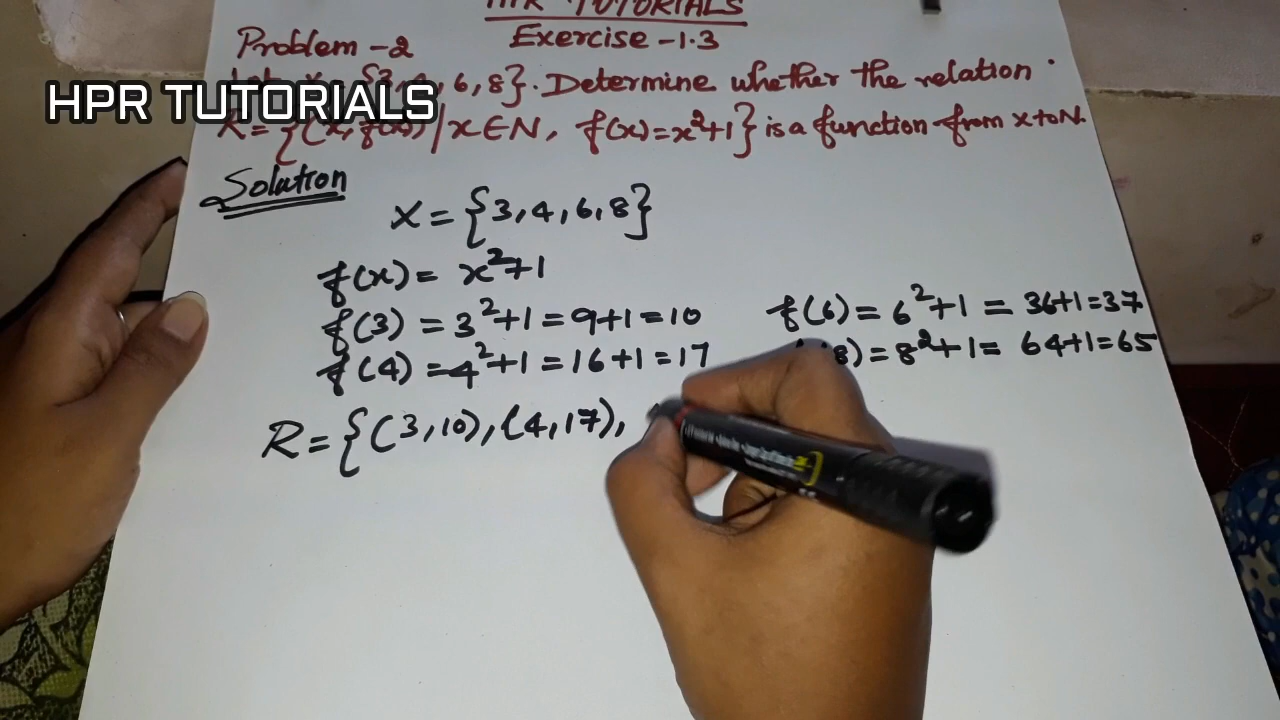 HPR TUTORIALS
Exercise-1.3
Problem-2
6, 8}. Determine whether the relation
R={(x, f(x)) | x∈N, f(x)=x²+1} is a function from x to N.
HPR TUTORIALS
Solution
X = {3, 4, 6, 8}
f(x) = x²+1
f(3) = 3²+1 = 9+1 = 10
f(4) = 4²+1 = 16+1 = 17
f(6) = 6²+1 = 36+1 = 37
8) = 8²+1 = 64+1 = 65
R = {(3,10), (4,17),